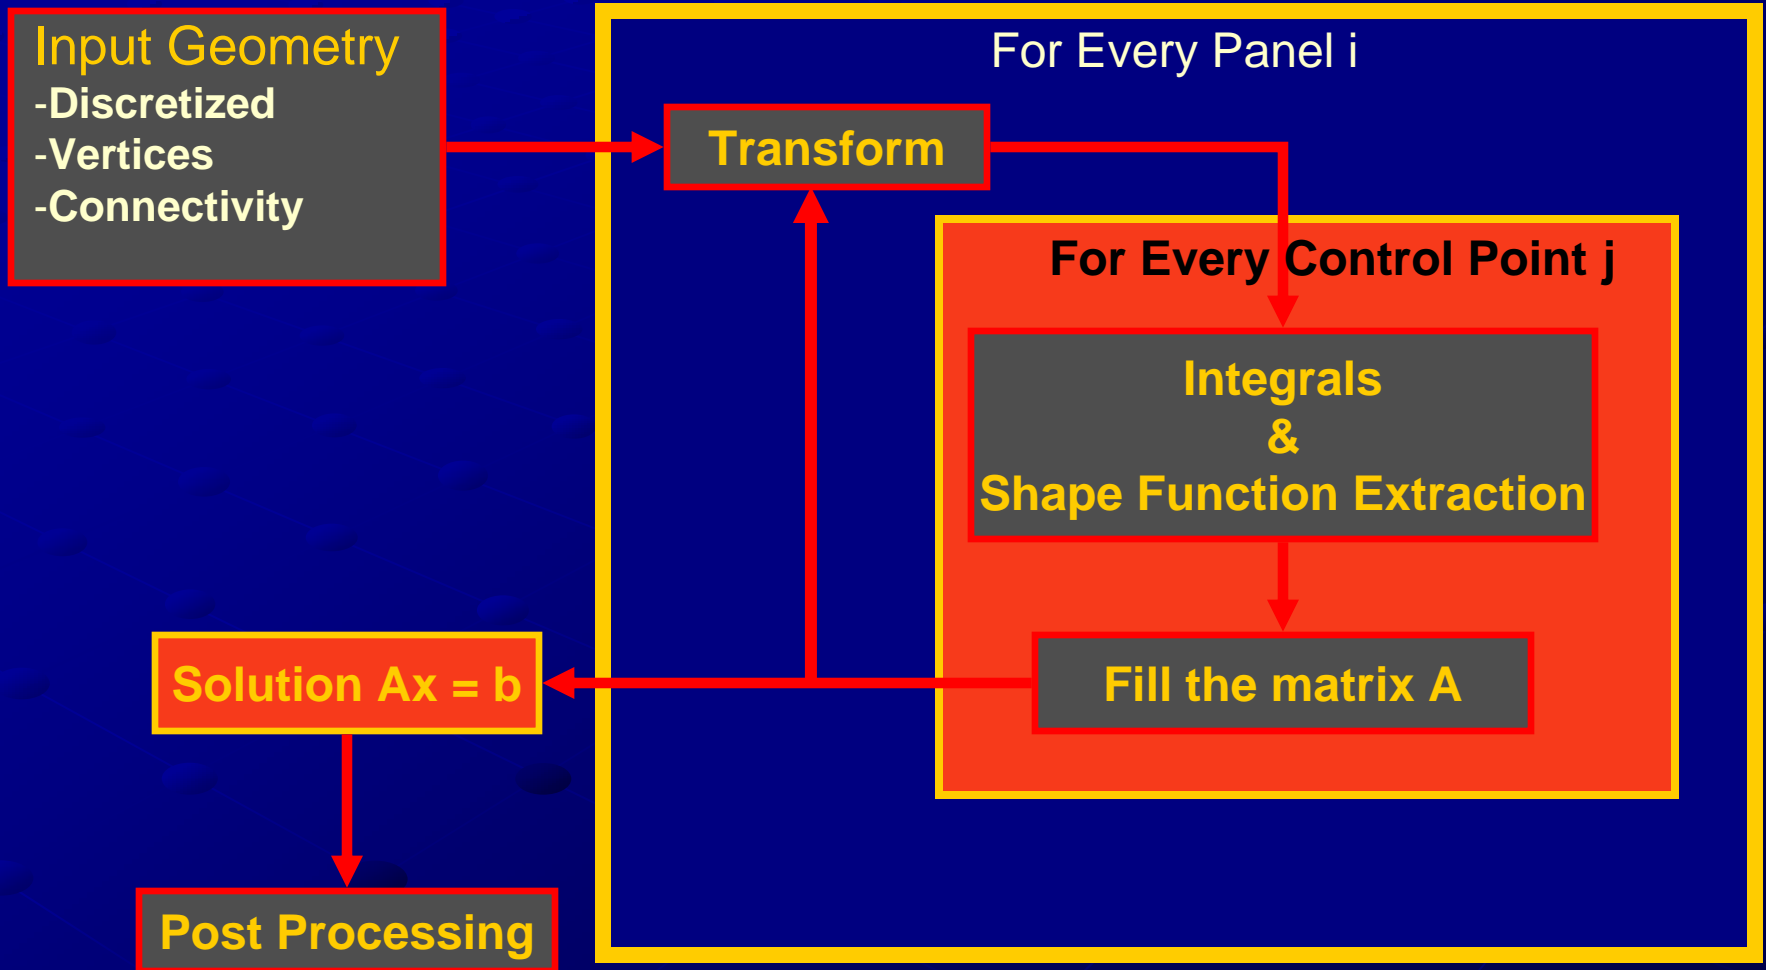 Input Geometry
-Discretized
-Vertices
-Connectivity
For Every Panel i
Transform
For Every Control Point j
Integrals
&
Shape Function Extraction
Fill the matrix A
Solution Ax = b
Post Processing